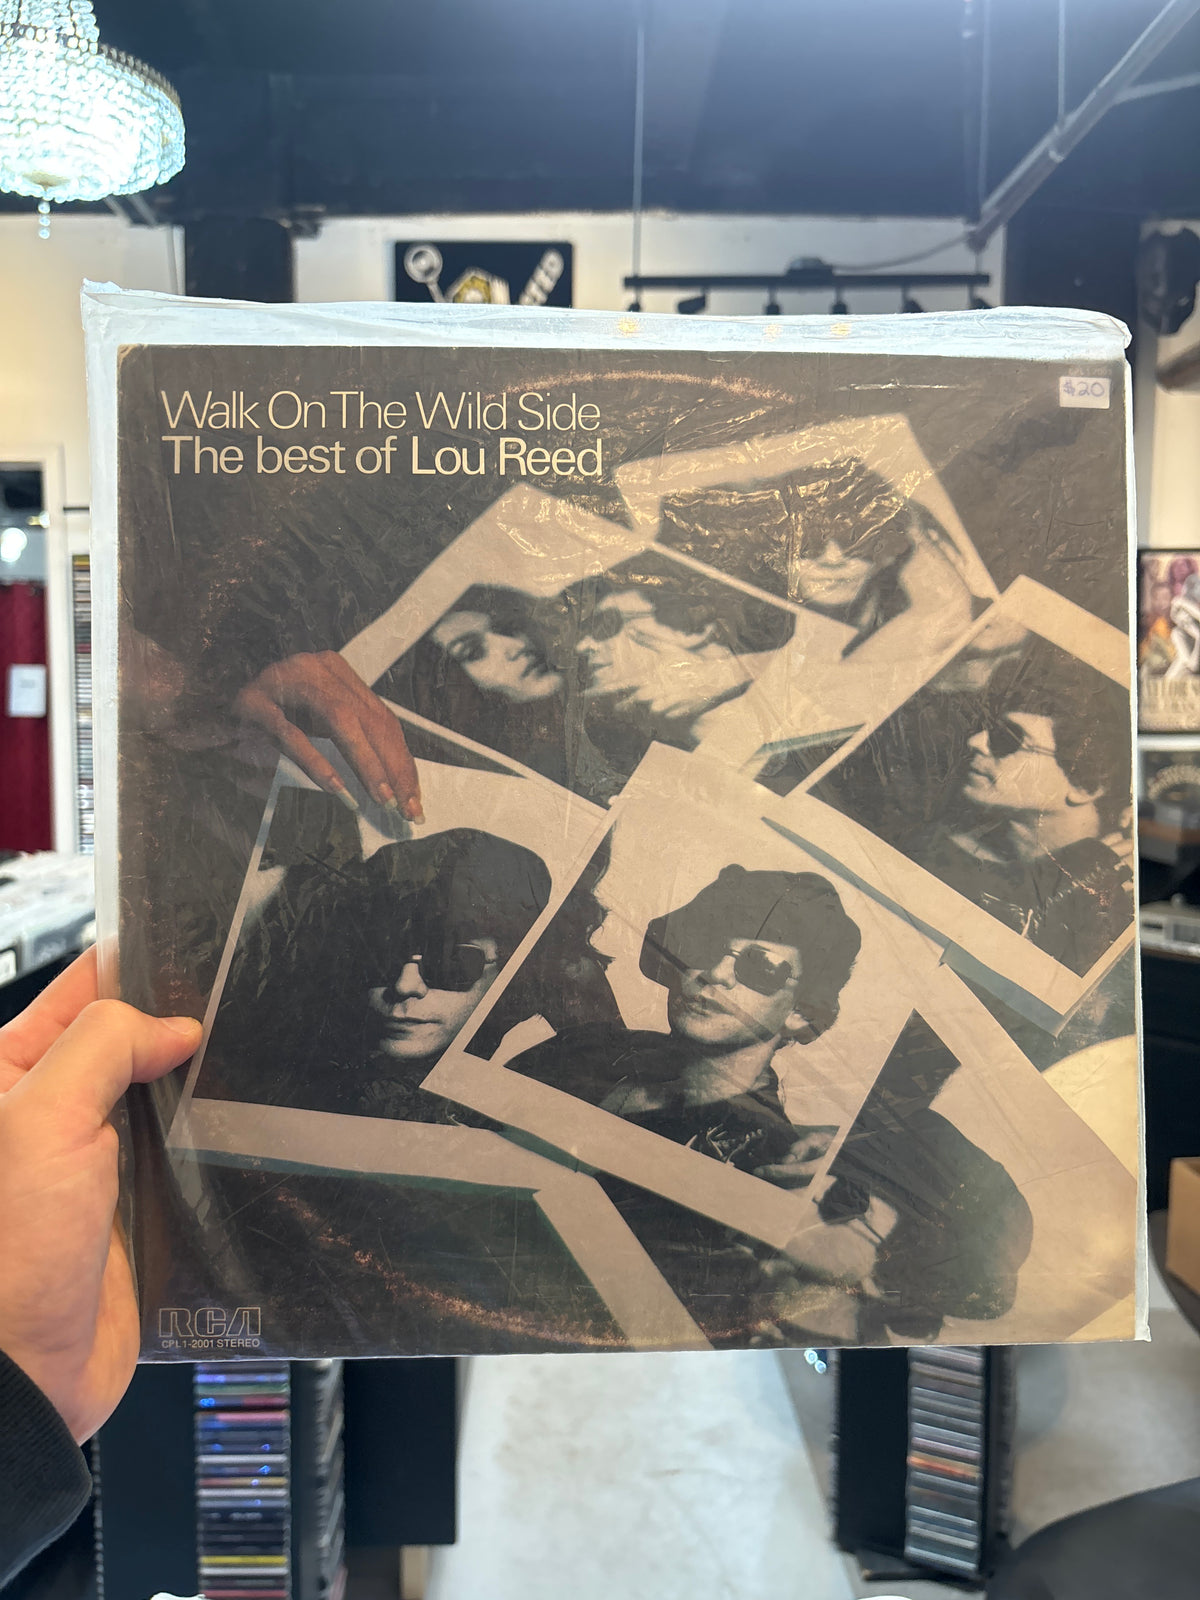 Walk On The Wild Side
The best of Lou Reed
$20
RCA
CPL1-2001 STEREO